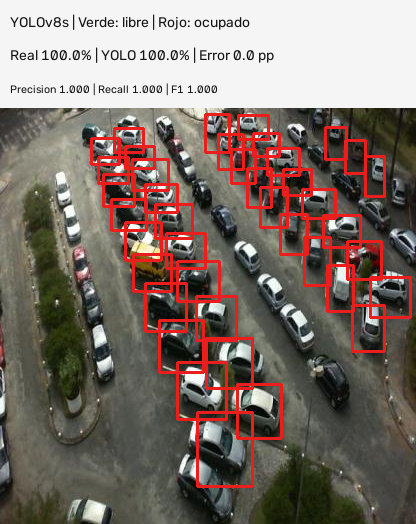 YOLOv8s | Verde: libre | Rojo: ocupado
Real 100.0% | YOLO 100.0% | Error 0.0 pp
Precision 1.000 | Recall 1.000 | F1 1.000